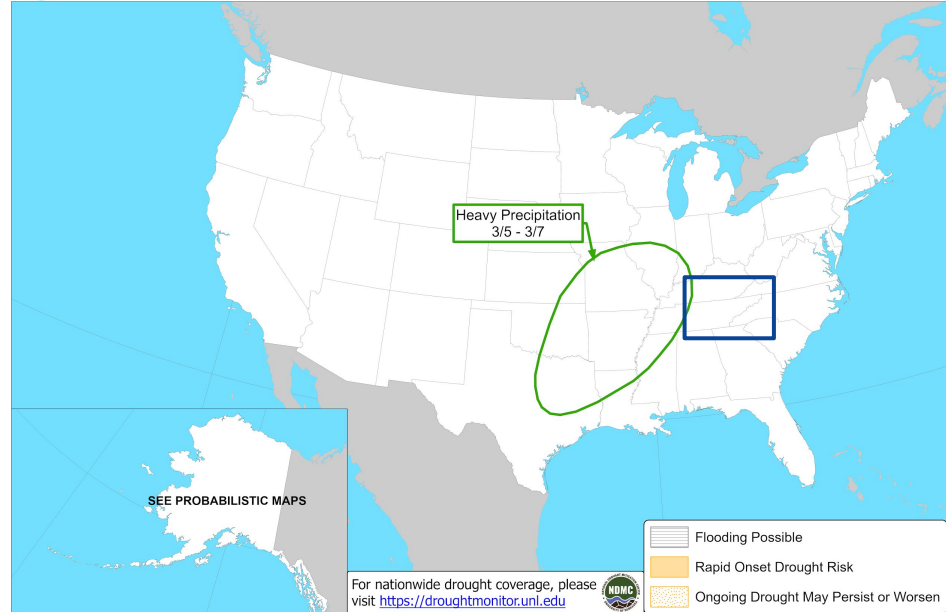 Heavy Precipitation
3/5 - 3/7
SEE PROBABILISTIC MAPS
For nationwide drought coverage, please
visit https://droughtmonitor.unl.edu
NDMC
Flooding Possible
Rapid Onset Drought Risk
Ongoing Drought May Persist or Worsen